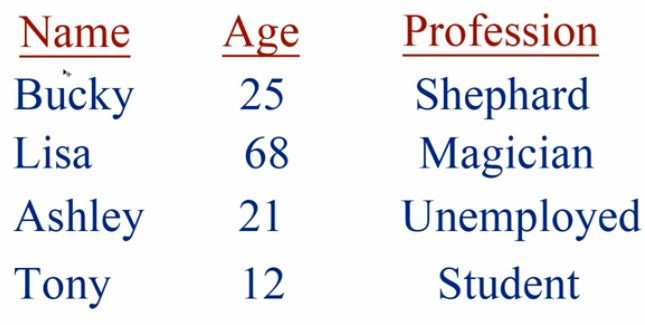 Name Age Profession
Bucky 25 Shephard
Lisa 68 Magician
Ashley 21 Unemployed
Tony 12 Student